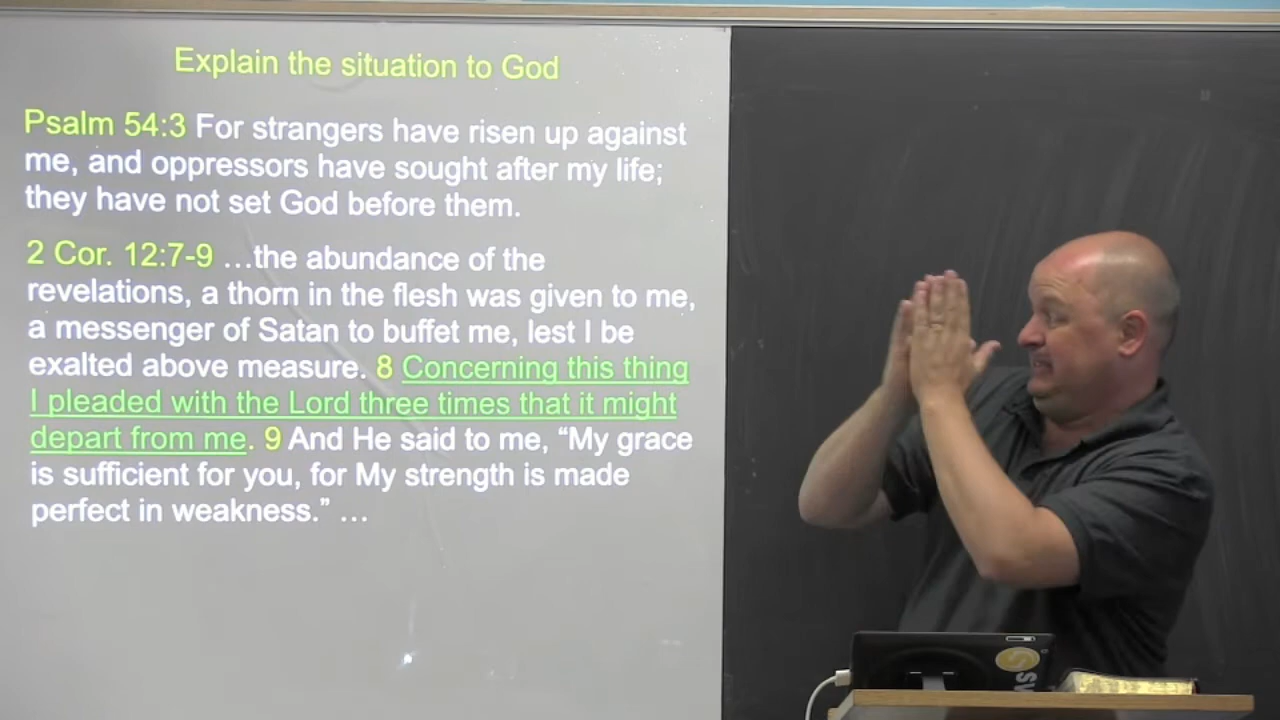 Explain the situation to God
Psalm 54:3 For strangers have risen up against
me, and oppressors have sought after my life;
they have not set God before them.
2 Cor. 12:7-9 …the abundance of the
revelations, a thorn in the flesh was given to me,
a messenger of Satan to buffet me, lest I be
exalted above measure. 8 Concerning this thing
I pleaded with the Lord three times that it might
depart from me. 9 And He said to me, “My grace
is sufficient for you, for My strength is made
perfect in weakness.” …